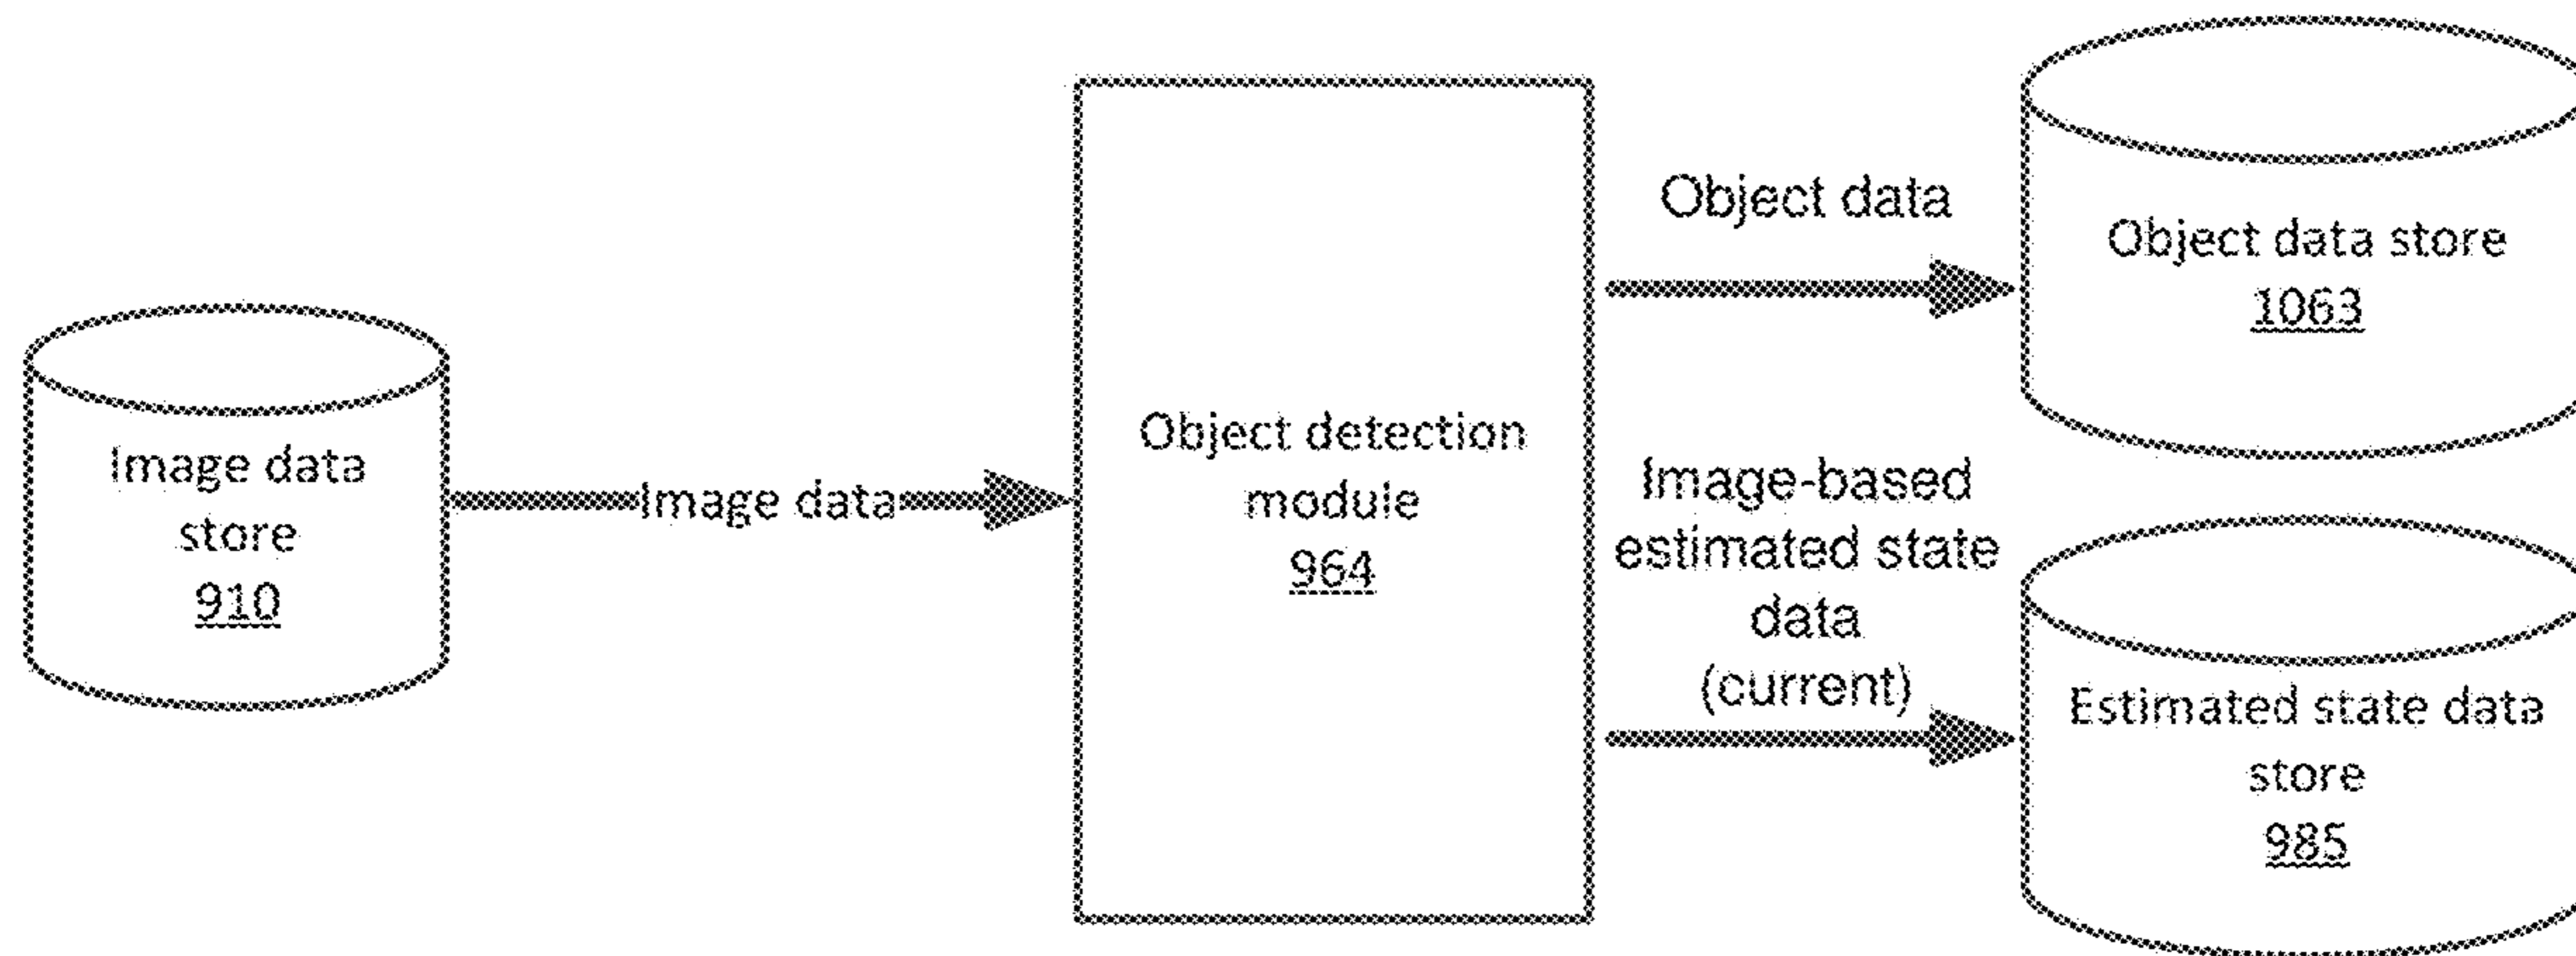 Image data
store
910
Image data
Object detection
module
964
Object data
Image-based
estimated state
data
(current)
Object data store
1063
Estimated state data
store
985